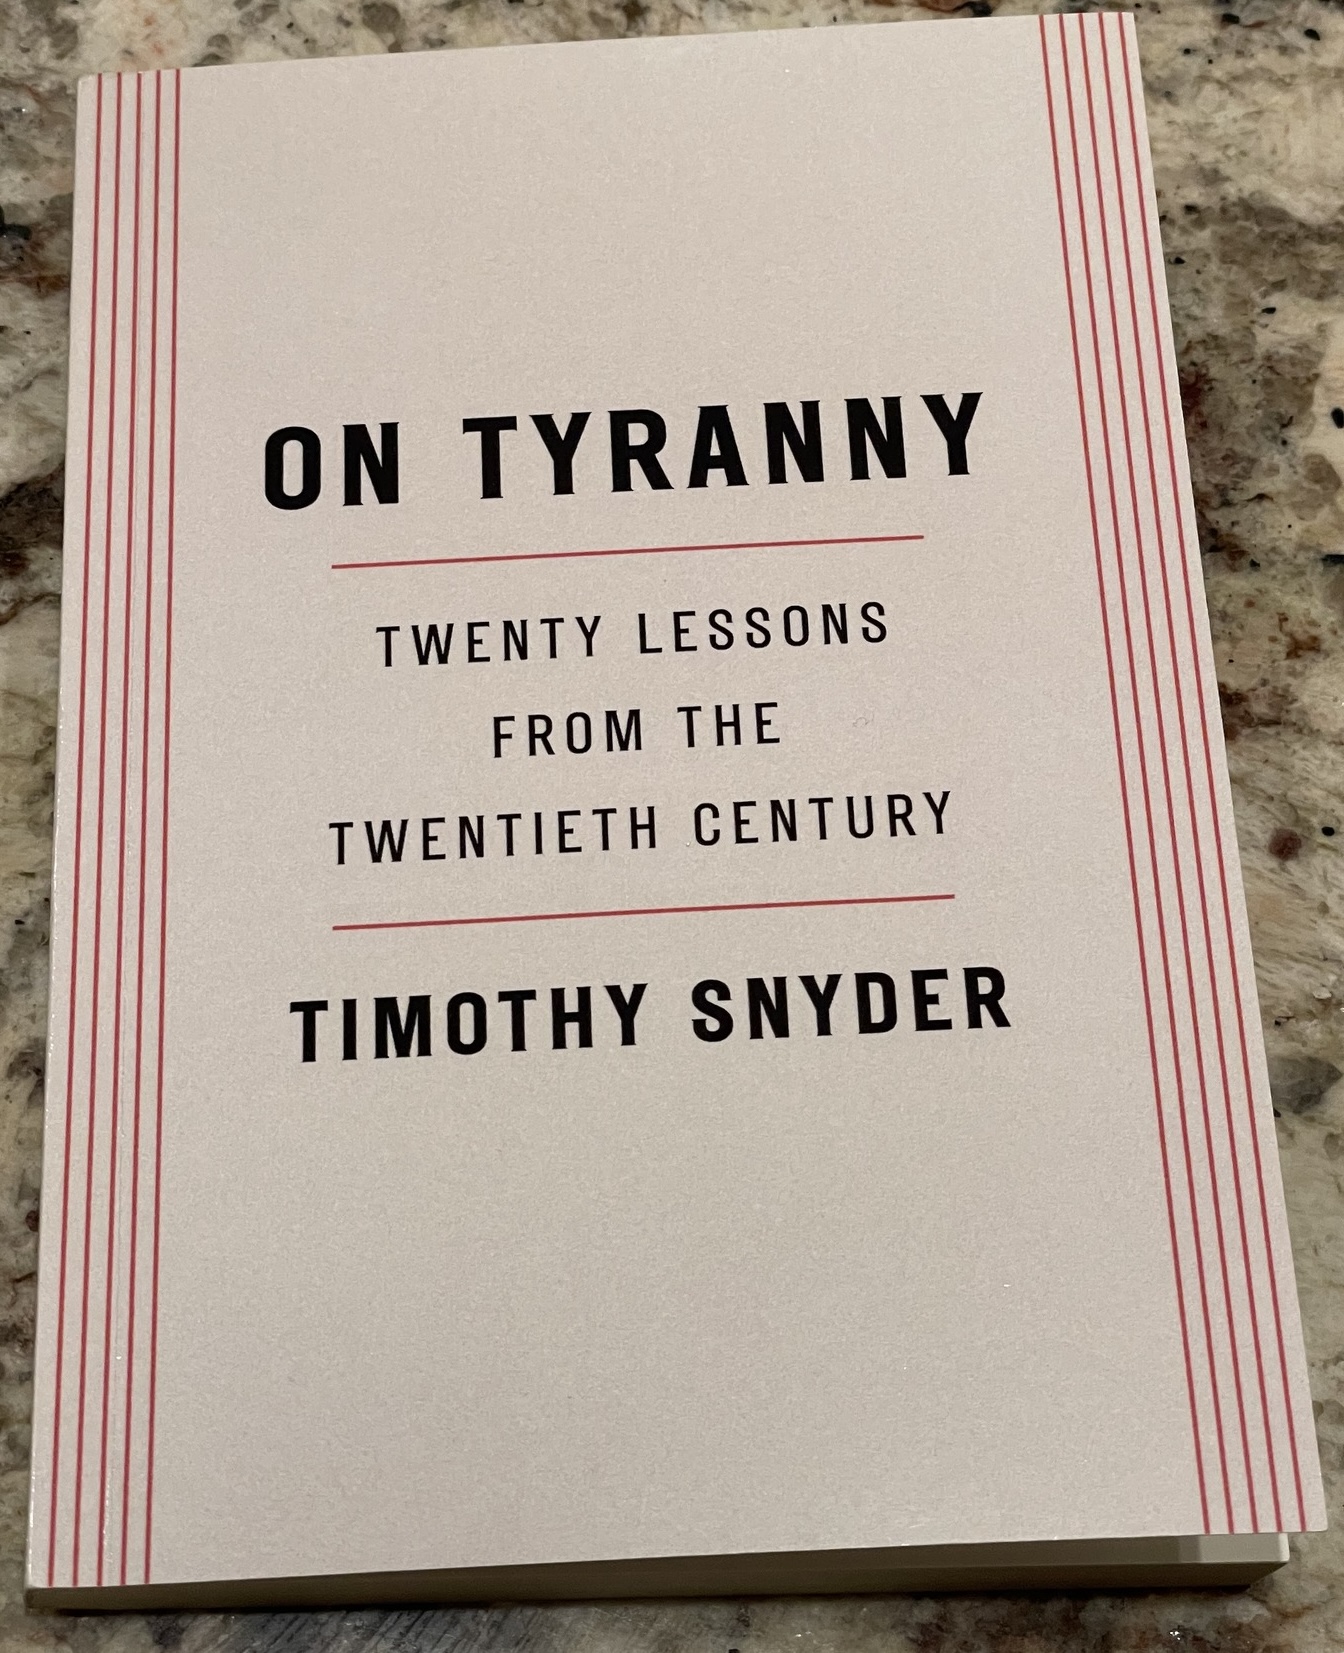 ON TYRANNY
TWENTY LESSONS
FROM THE
TWENTIETH CENTURY
TIMOTHY SNYDER